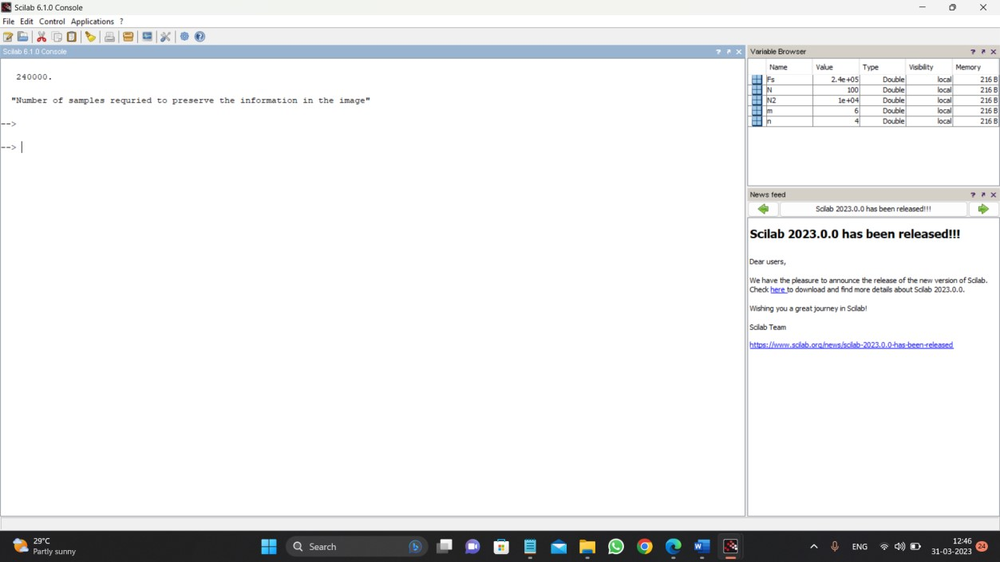 Scilab 6.1.0 Console
File Edit Control Applications ?
Scilab 6.1.0 Console ? ↗ ✕
240000.
"Number of samples requried to preserve the information in the image"
-->
-->
Variable Browser ? ↗ ✕
Name Value Type Visibility Memory
Fs 2.4e+05 Double local 216 B
N 100 Double local 216 B
N2 1e+04 Double local 216 B
m 6 Double local 216 B
n 4 Double local 216 B
News feed ? ↗ ✕
Scilab 2023.0.0 has been released!!!
Scilab 2023.0.0 has been released!!!
Dear users,
We have the pleasure to announce the release of the new version of Scilab.
Check here to download and find more details about Scilab 2023.0.0.
Wishing you a great journey in Scilab!
Scilab Team
https://www.scilab.org/news/scilab-2023.0.0-has-been-released
29°C
Partly sunny
Search
ENG
12:46
31-03-2023
24